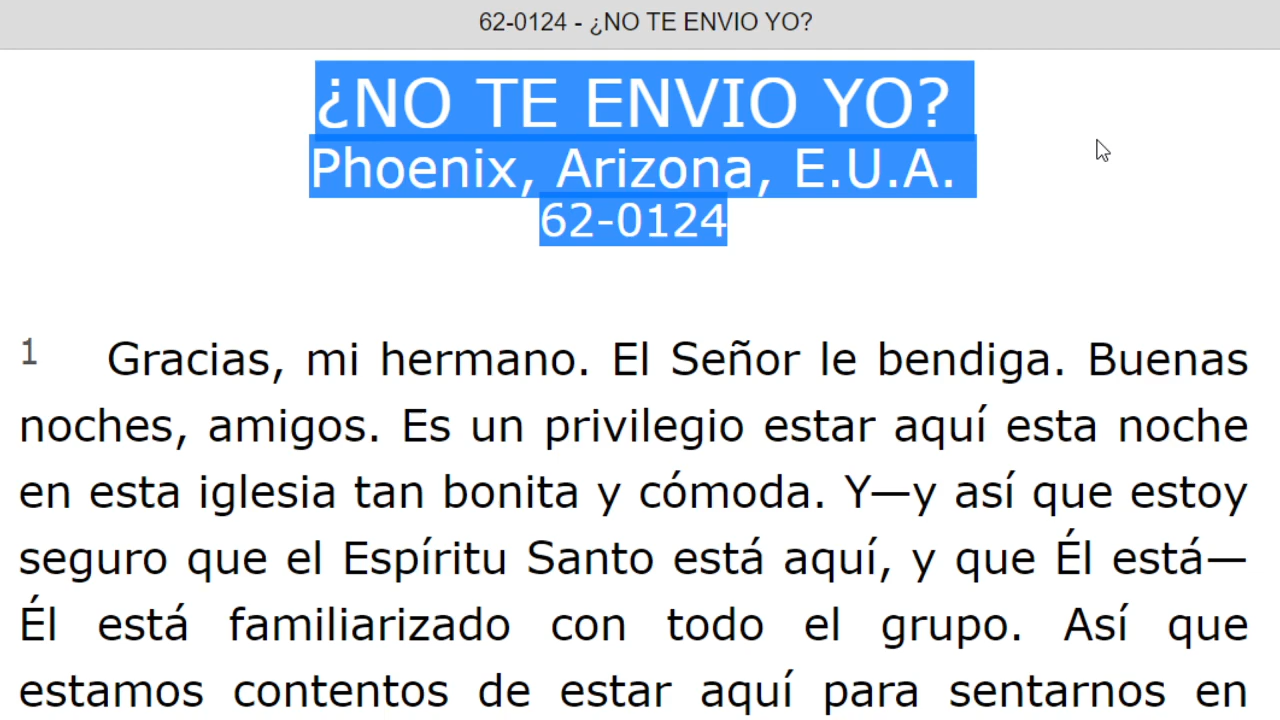 62-0124 - ¿NO TE ENVIO YO?
¿NO TE ENVIO YO?
Phoenix, Arizona, E.U.A.
62-0124
1 Gracias, mi hermano. El Señor le bendiga. Buenas
noches, amigos. Es un privilegio estar aquí esta noche
en esta iglesia tan bonita y cómoda. Y—y así que estoy
seguro que el Espíritu Santo está aquí, y que Él está—
Él está familiarizado con todo el grupo. Así que
estamos contentos de estar aquí para sentarnos en